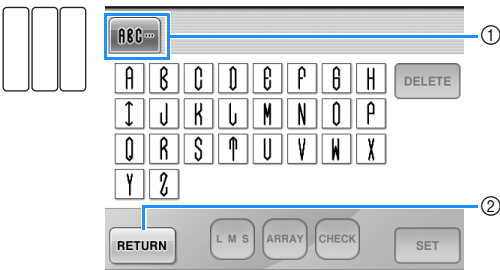 ABC... ①
A B C D E F G H DELETE
I J K L M N O P
Q R S T U V W X
Y Z
②
RETURN L M S ARRAY CHECK SET